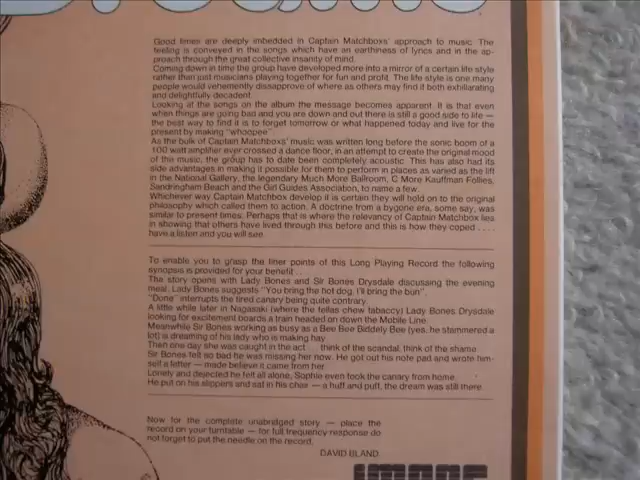 Good times are deeply imbedded in Captain Matchboxs' approach to music. The
feeling is conveyed in the songs which have an earthiness of lyrics and in the ap-
proach through the great collective insanity of mind.
Coming down in time the group have developed more into a mirror of a certain life style
rather than just musicians playing together for fun and profit. The life style is one many
people would vehemently dissapprove of where as others may find it both exhilarating
and delightfully decadent.
Looking at the songs on the album the message becomes apparent. It is that even
when things are going bad and you are down and out there is still a good side to life —
the best way to find it is to forget tomorrow or what happened today and live for the
present by making "whoopee".
As the bulk of Captain Matchboxs' music was written long before the sonic boom of a
100 watt amplifier ever crossed a dance floor, in an attempt to create the original mood
of this music, the group has to date been completely acoustic. This has also had its
side advantages in making it possible for them to perform in places as varied as the lift
in the National Gallery, the legendary Much More Ballroom, C More Kauffman Follies,
Sandringham Beach and the Girl Guides Association, to name a few.
Whichever way Captain Matchbox develop it is certain they will hold on to the original
philosophy which called them to action. A doctrine from a bygone era, some say, was
similar to present times. Perhaps that is where the relevancy of Captain Matchbox lies
in showing that others have lived through this before and this is how they coped . . . .
have a listen and you will see.
To enable you to grasp the finer points of this Long Playing Record the following
synopsis is provided for your benefit . . .
The story opens with Lady Bones and Sir Bones Drysdale discussing the evening
meal. Lady Bones suggests "You bring the hot dog, I'll bring the bun".
"Done" interrupts the tired canary being quite contrary.
A little while later in Nagasaki (where the fellas chow tabaccy) Lady Bones Drysdale
looking for excitement boards a train headed on down the Mobile Line.
Meanwhile Sir Bones working as busy as a Bee Bee Biddely Bee (yes, he stammered a
lot) is dreaming of his lady who is making hay.
Then one day she was caught in the act . . . think of the scandal, think of the shame.
Sir Bones felt so bad he was missing her now. He got out his note pad and wrote him-
self a letter — made believe it came from her.
Lonely and dejected he felt all alone, Sophie even took the canary from home.
He put on his slippers and sat in his chair — a huff and puff, the dream was still there.
Now for the complete unabridged story — place the
record on your turntable — for full frequency response do
not forget to put the needle on the record.
DAVID BLAND.